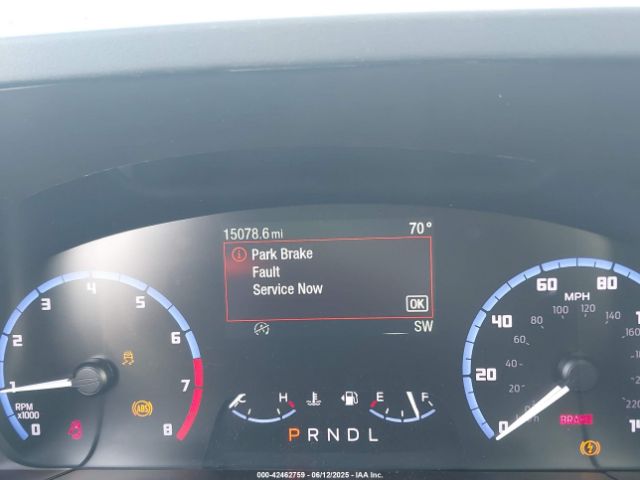 15078.6 mi 70°
Park Brake
Fault
Service Now
OK
SW
1 2 3 4 5 6 7 8 0
RPM
x1000
ABS
H E F
P R N D L
0 20 40 60 80
MPH
20 40 60 80 100 120 140 160 220
BRAKE
000-42462759 - 06/12/2025 - IAA Inc.